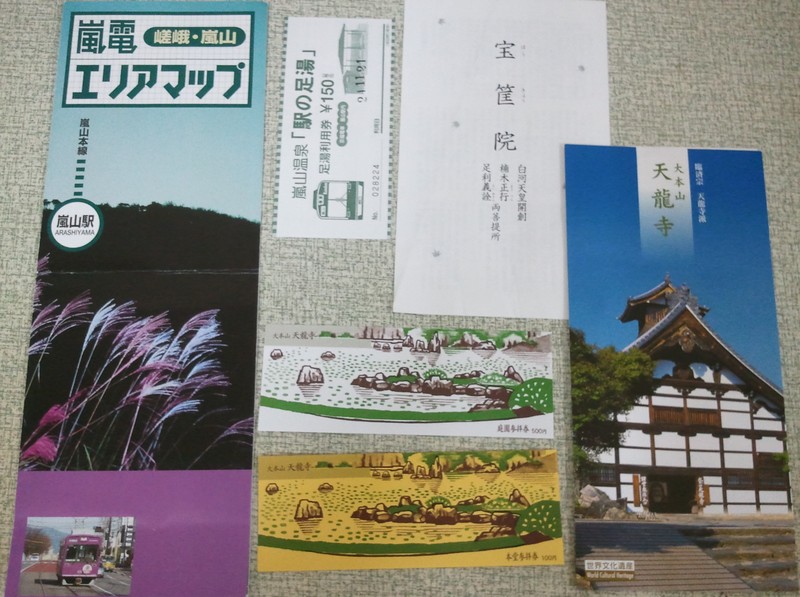 嵐電
嵯峨・嵐山
エリアマップ
嵐山本線
嵐山駅
ARASHIYAMA
嵐山温泉「駅の足湯」
足湯利用券 ¥150
No. 028224
宝筐院
白河天皇開創
楠木正行
足利義詮
両菩提所
臨済宗 天龍寺派
大本山
天龍寺
世界文化遺産
World Cultural Heritage
大本山 天龍寺
庭園参拝券 500円
大本山 天龍寺
本堂参拝券 100円